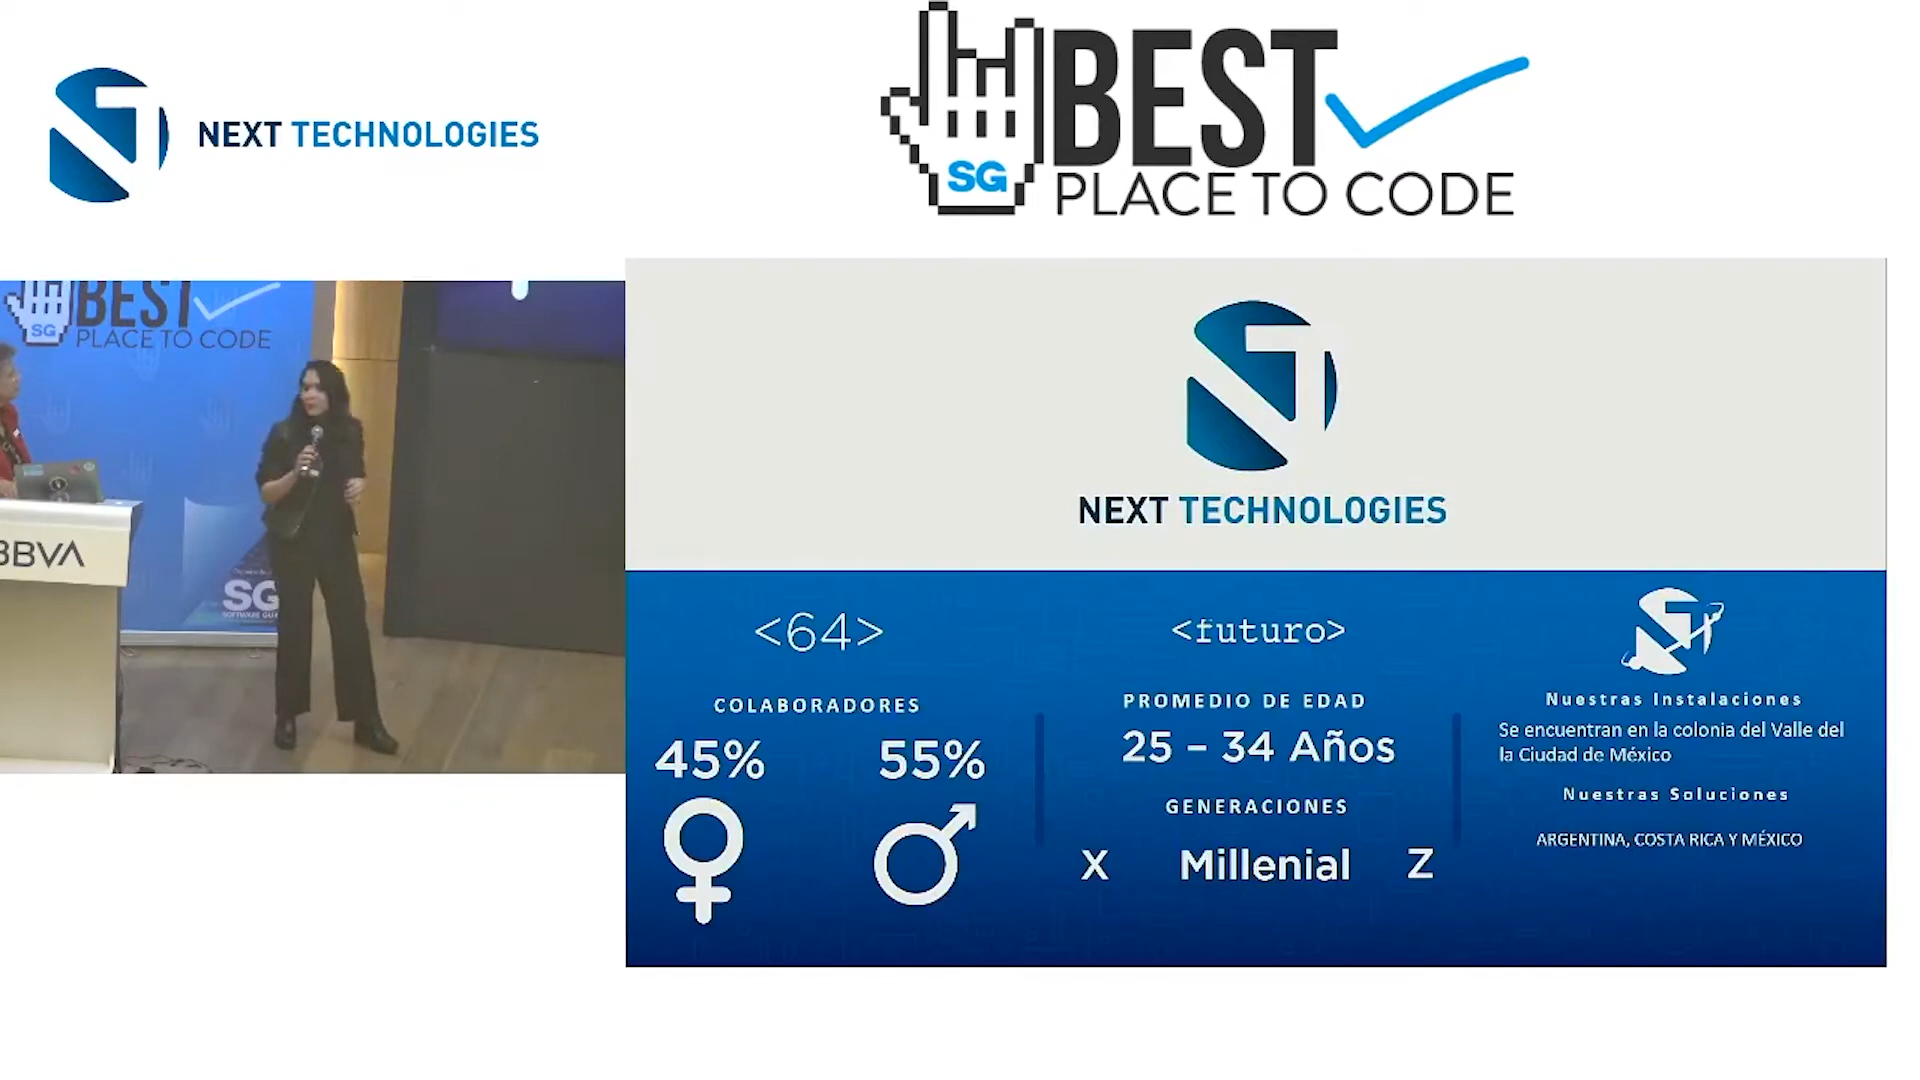 NEXT TECHNOLOGIES
BEST
SG
PLACE TO CODE
BEST
SG
PLACE TO CODE
BBVA
SG
NEXT TECHNOLOGIES
<64>
COLABORADORES
45% 55%
<futuro>
PROMEDIO DE EDAD
25 – 34 Años
GENERACIONES
X Millenial Z
Nuestras Instalaciones
Se encuentran en la colonia del Valle del
la Ciudad de México
Nuestras Soluciones
ARGENTINA, COSTA RICA Y MÉXICO